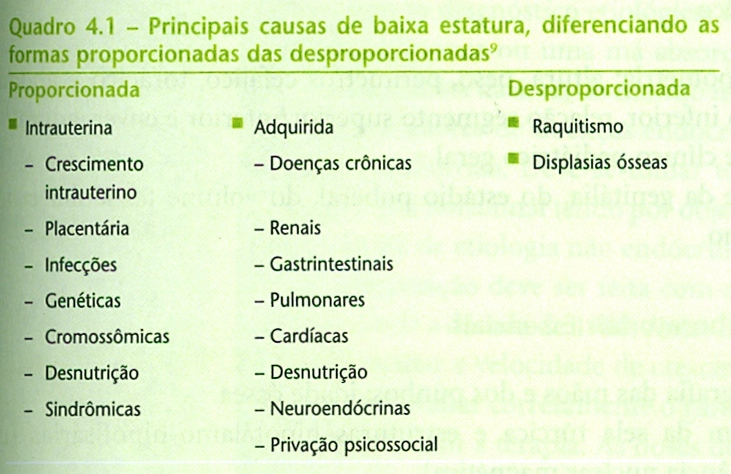 Quadro 4.1 – Principais causas de baixa estatura, diferenciando as
formas proporcionadas das desproporcionadas⁹
Proporcionada
Desproporcionada
■ Intrauterina
– Crescimento
intrauterino
– Placentária
– Infecções
– Genéticas
– Cromossômicas
– Desnutrição
– Sindrômicas
■ Adquirida
– Doenças crônicas
– Renais
– Gastrintestinais
– Pulmonares
– Cardíacas
– Desnutrição
– Neuroendócrinas
– Privação psicossocial
■ Raquitismo
■ Displasias ósseas